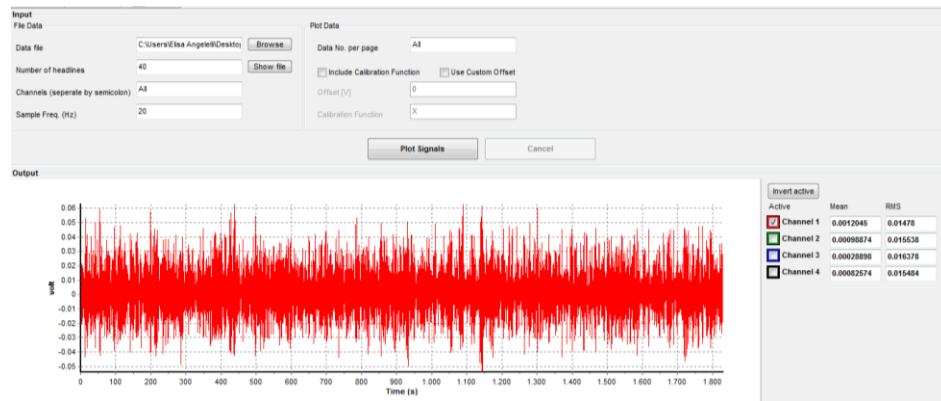 Input
File Data
Plot Data
Data file C:\Users\Elisa Angelelli\Desktop Browse
Data No. per page All
Number of headlines 40 Show file
Include Calibration Function Use Custom Offset
Channels (seperate by semicolon) All
Offset [V] 0
Sample Freq. (Hz) 20
Calibration Function X
Plot Signals Cancel
Output
volt
0.06
0.05
0.04
0.03
0.02
0.01
0
-0.01
-0.02
-0.03
-0.04
-0.05
0 100 200 300 400 500 600 700 800 900 1.000 1.100 1.200 1.300 1.400 1.500 1.600 1.700 1.800
Time (s)
Invert active
Active Mean RMS
Channel 1 0.0012045 0.01478
Channel 2 0.00098874 0.015538
Channel 3 0.00028898 0.016378
Channel 4 0.00082574 0.015484